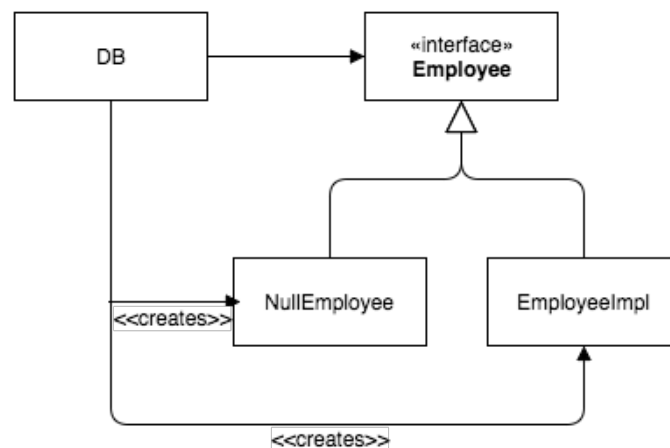 DB
«interface»
Employee
NullEmployee
EmployeeImpl
<<creates>>
<<creates>>